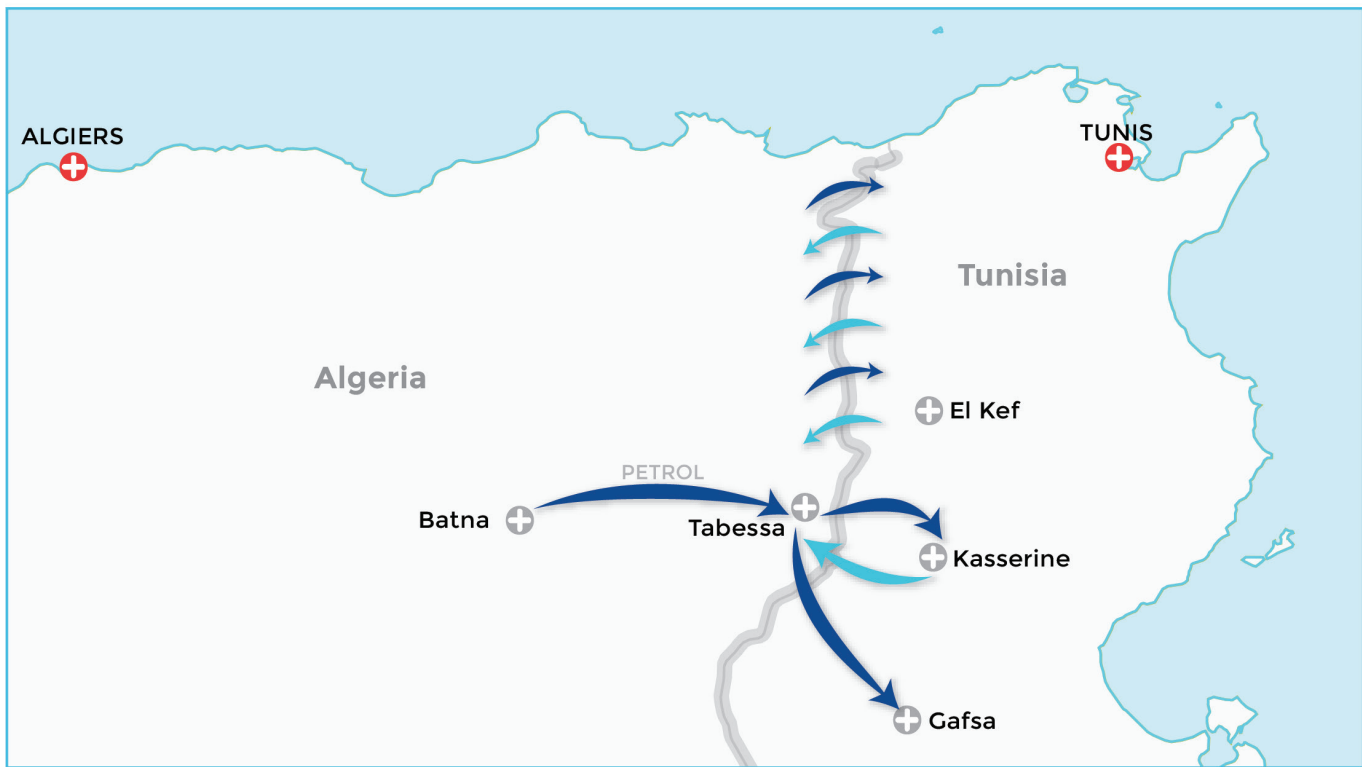 ALGIERS
TUNIS
Tunisia
Algeria
El Kef
PETROL
Batna
Tabessa
Kasserine
Gafsa